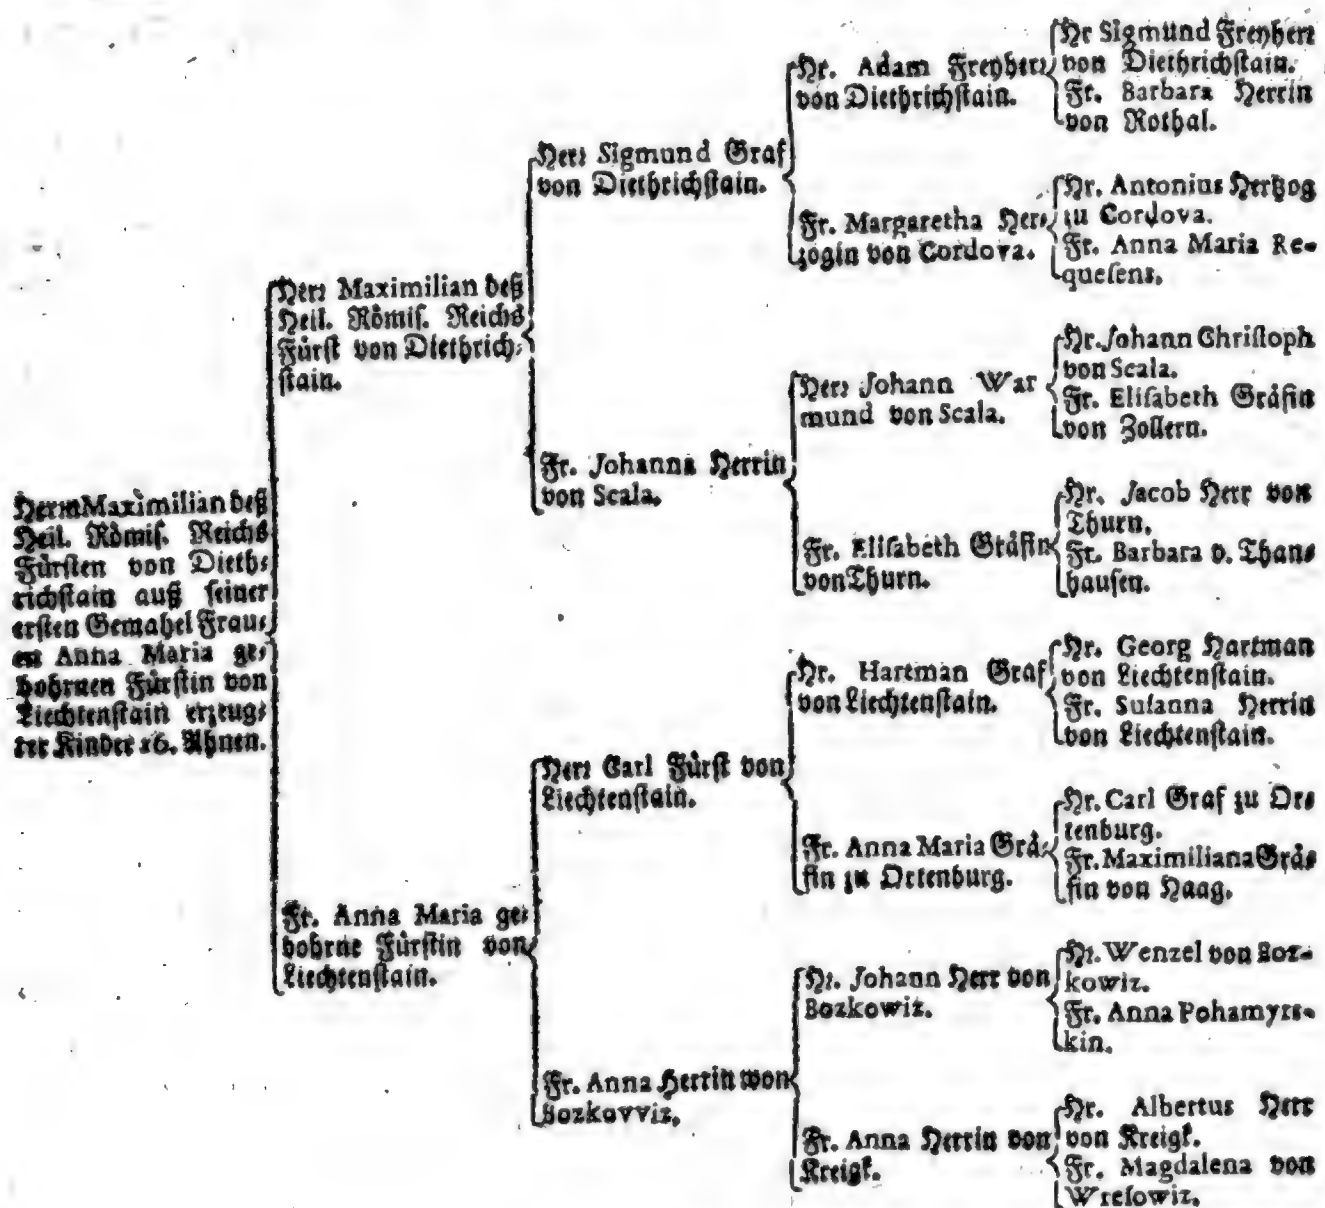 Herrn Maximilian deß
Heil. Römis. Reichs
Fürsten von Dieth-
richstain auß seiner
ersten Gemahel Frau-
en Anna Maria ge-
bohrnen Fürstin von
Liechtenstain erzeug-
ter Kinder 16. Ahnen.
Herr Maximilian deß
Heil. Römis. Reichs
Fürst von Diethrich-
stain.
Fr. Anna Maria ge-
bohrne Fürstin von
Liechtenstain.
Herr Sigmund Graf
von Diethrichstain.
Fr. Johanna Herrin
von Scala.
Herr Carl Fürst von
Liechtenstain.
Fr. Anna Herrin von
Bozkovviz.
Hr. Adam Freyherr
von Diethrichstain.
Fr. Margaretha Her-
zogin von Cordova.
Herr Johann War
mund von Scala.
Fr. Elisabeth Gräfin
von Thurn.
Hr. Hartman Graf
von Liechtenstain.
Fr. Anna Maria Grä-
fin zu Ortenburg.
Hr. Johann Herr von
Bozkowiz.
Fr. Anna Herrin von
Kreigk.
Hr Sigmund Freyherr
von Diethrichstain.
Fr. Barbara Herrin
von Rothal.
Hr. Antonius Hertzog
zu Cordova.
Fr. Anna Maria Re-
quesens.
Hr. Johann Christoph
von Scala.
Fr. Elisabeth Gräfin
von Zollern.
Hr. Jacob Herr von
Thurn.
Fr. Barbara v. Than-
hausen.
Hr. Georg Hartman
von Liechtenstain.
Fr. Susanna Herrin
von Liechtenstain.
Hr. Carl Graf zu Or-
tenburg.
Fr. Maximiliana Grä-
fin von Haag.
Hr. Wenzel von Boz-
kowiz.
Fr. Anna Pohamyrs-
kin.
Hr. Albertus Herr
von Kreigk.
Fr. Magdalena von
Wresowiz.